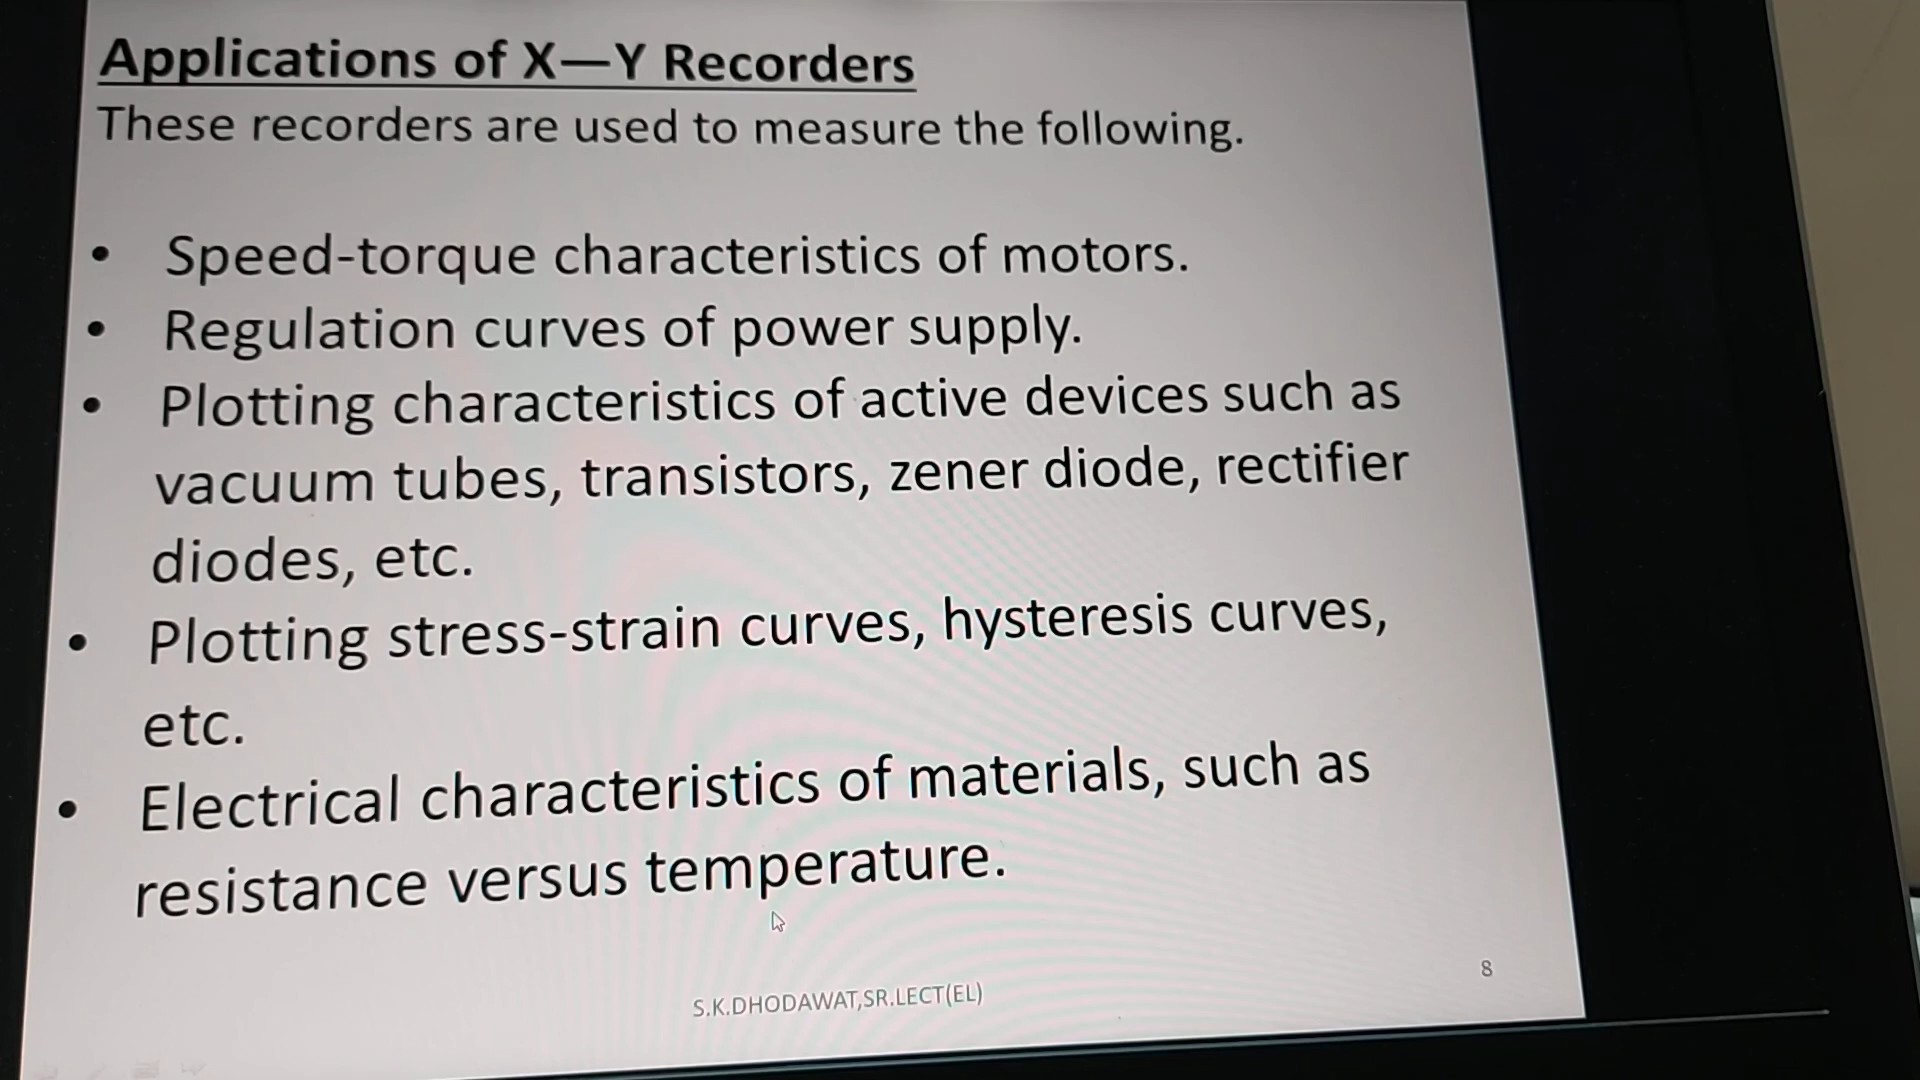 Applications of X—Y Recorders
These recorders are used to measure the following.
• Speed-torque characteristics of motors.
• Regulation curves of power supply.
• Plotting characteristics of active devices such as
vacuum tubes, transistors, zener diode, rectifier
diodes, etc.
• Plotting stress-strain curves, hysteresis curves,
etc.
• Electrical characteristics of materials, such as
resistance versus temperature.
S.K.DHODAWAT,SR.LECT(EL)
8